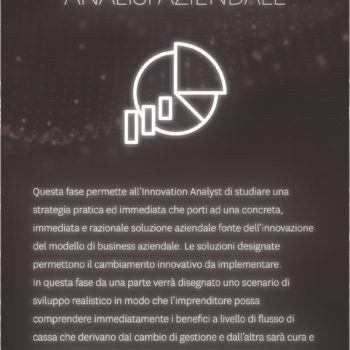 ANALISI AZIENDALE
Questa fase permette all'Innovation Analyst di studiare una
strategia pratica ed immediata che porti ad una concreta,
immediata e razionale soluzione aziendale fonte dell'innovazione
del modello di business aziendale. Le soluzioni designate
permettono il cambiamento innovativo da implementare.
In questa fase da una parte verrà disegnato uno scenario di
sviluppo realistico in modo che l'imprenditore possa
comprendere immediatamente i benefici a livello di flusso di
cassa che derivano dal cambio di gestione e dall'altra sarà cura e